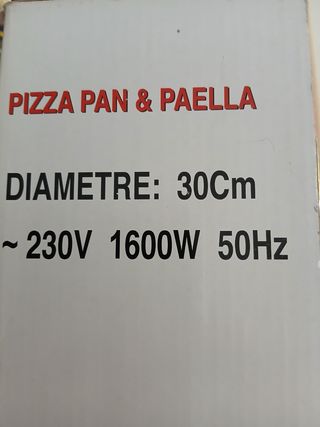 PIZZA PAN & PAELLA
DIAMETRE: 30Cm
~ 230V 1600W 50Hz